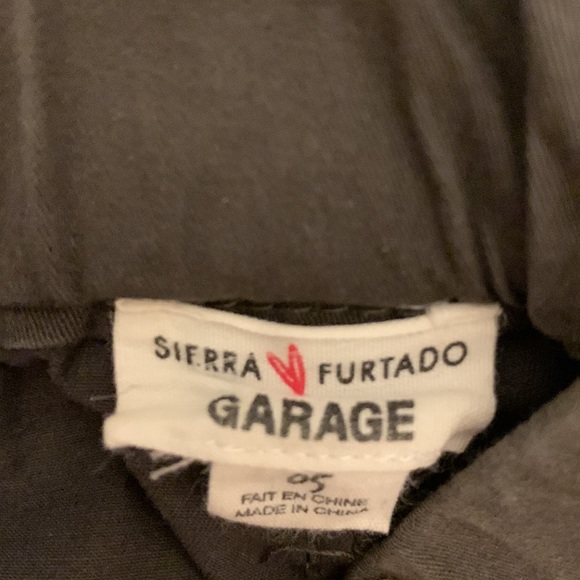 SIERRA FURTADO
GARAGE
05
FAIT EN CHINE
MADE IN CHINA